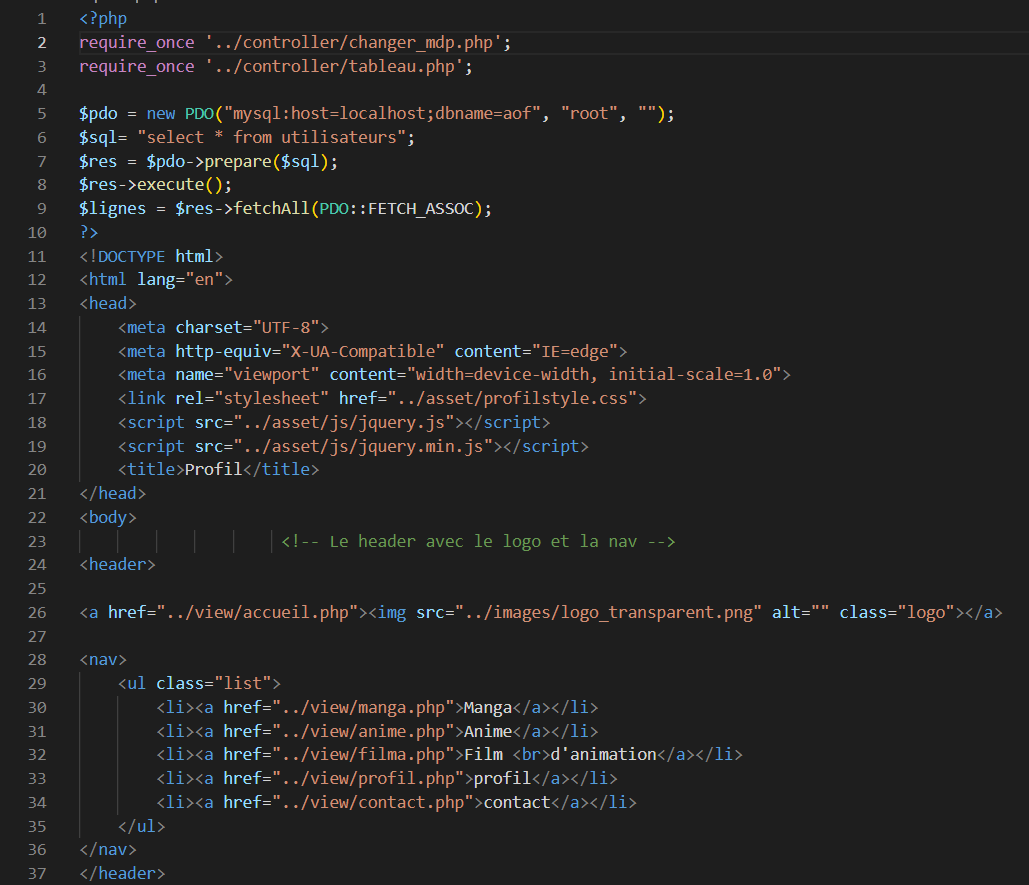 1 <?php
2 require_once '../controller/changer_mdp.php';
3 require_once '../controller/tableau.php';
4
5 $pdo = new PDO("mysql:host=localhost;dbname=aof", "root", "");
6 $sql= "select * from utilisateurs";
7 $res = $pdo->prepare($sql);
8 $res->execute();
9 $lignes = $res->fetchAll(PDO::FETCH_ASSOC);
10 ?>
11 <!DOCTYPE html>
12 <html lang="en">
13 <head>
14     <meta charset="UTF-8">
15     <meta http-equiv="X-UA-Compatible" content="IE=edge">
16     <meta name="viewport" content="width=device-width, initial-scale=1.0">
17     <link rel="stylesheet" href="../asset/profilstyle.css">
18     <script src="../asset/js/jquery.js"></script>
19     <script src="../asset/js/jquery.min.js"></script>
20     <title>Profil</title>
21 </head>
22 <body>
23                      <!-- Le header avec le logo et la nav -->
24 <header>
25
26 <a href="../view/accueil.php"><img src="../images/logo_transparent.png" alt="" class="logo"></a>
27
28 <nav>
29     <ul class="list">
30         <li><a href="../view/manga.php">Manga</a></li>
31         <li><a href="../view/anime.php">Anime</a></li>
32         <li><a href="../view/filma.php">Film <br>d'animation</a></li>
33         <li><a href="../view/profil.php">profil</a></li>
34         <li><a href="../view/contact.php">contact</a></li>
35     </ul>
36 </nav>
37 </header>